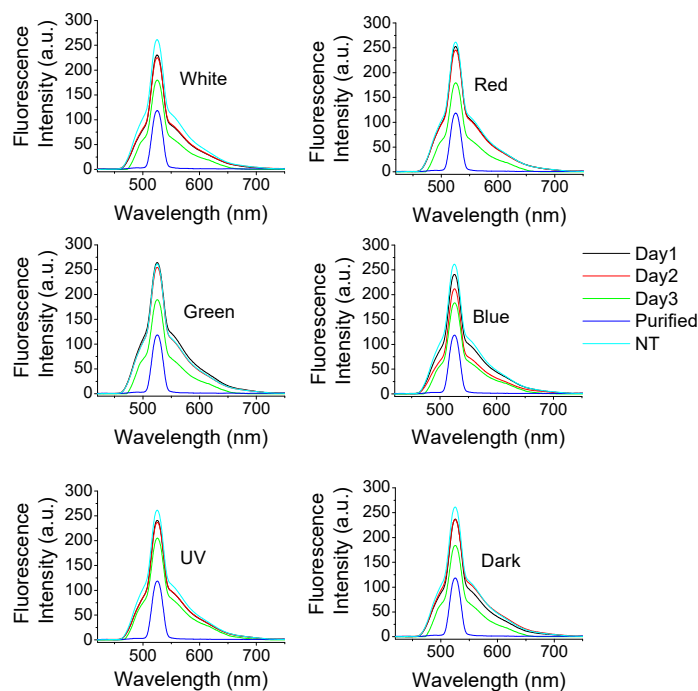 Fluorescence
Intensity (a.u.)
300
250
200
150
100
50
0
White
500
600
700
Wavelength (nm)
Fluorescence
Intensity (a.u.)
300
250
200
150
100
50
0
Red
500
600
700
Wavelength (nm)
Fluorescence
Intensity (a.u.)
300
250
200
150
100
50
0
Green
500
600
700
Wavelength (nm)
Fluorescence
Intensity (a.u.)
300
250
200
150
100
50
0
Blue
500
600
700
Wavelength (nm)
Day1
Day2
Day3
Purified
NT
Fluorescence
Intensity (a.u.)
300
250
200
150
100
50
0
UV
500
600
700
Wavelength (nm)
Fluorescence
Intensity (a.u.)
300
250
200
150
100
50
0
Dark
500
600
700
Wavelength (nm)